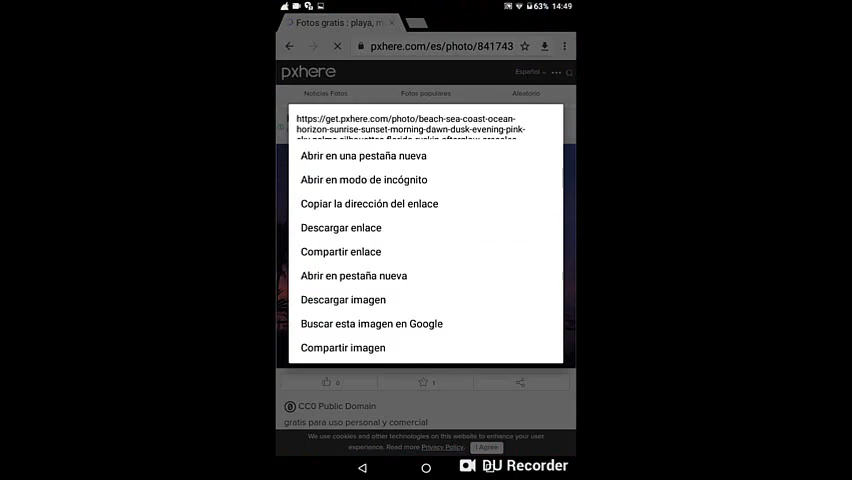 63% 14:49
Fotos gratis : playa, m
pxhere.com/es/photo/841743
pxhere
Español
Noticias Fotos Fotos populares Aleatorio
https://get.pxhere.com/photo/beach-sea-coast-ocean-
horizon-sunrise-sunset-morning-dawn-dusk-evening-pink-
Abrir en una pestaña nueva
Abrir en modo de incógnito
Copiar la dirección del enlace
Descargar enlace
Compartir enlace
Abrir en pestaña nueva
Descargar imagen
Buscar esta imagen en Google
Compartir imagen
0 1
CC0 Public Domain
gratis para uso personal y comercial
We use cookies and other technologies on this website to enhance your user
experience. Read more Privacy Policy. I Agree
DU Recorder